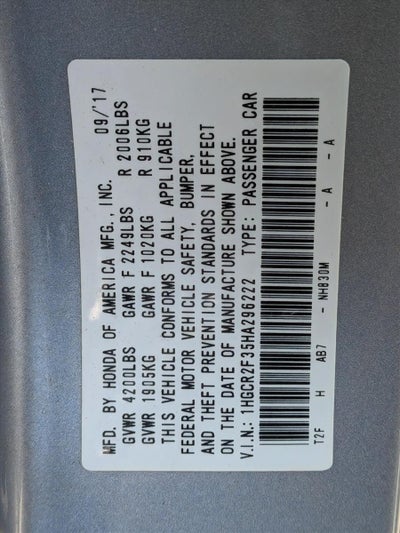 MFD. BY HONDA OF AMERICA MFG., INC. 09/'17
GVWR 4200LBS GAWR F 2249LBS R 2006LBS
GVWR 1905KG GAWR F 1020KG R 910KG
THIS VEHICLE CONFORMS TO ALL APPLICABLE
FEDERAL MOTOR VEHICLE SAFETY, BUMPER,
AND THEFT PREVENTION STANDARDS IN EFFECT
ON THE DATE OF MANUFACTURE SHOWN ABOVE.
V.I.N.: 1HGCR2F35HA296222 TYPE: PASSENGER CAR
T2F H AB7 - NH830M - A - A